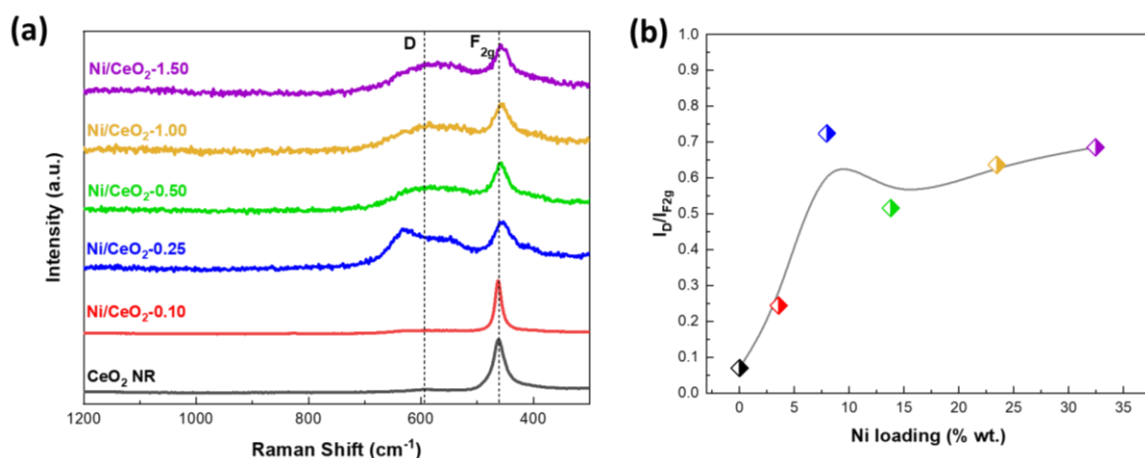 (a)
D
F2g
Ni/CeO2-1.50
Ni/CeO2-1.00
Ni/CeO2-0.50
Ni/CeO2-0.25
Ni/CeO2-0.10
CeO2 NR
Intensity (a.u.)
1200 1000 800 600 400
Raman Shift (cm-1)
(b)
1.0
0.9
0.8
0.7
0.6
0.5
0.4
0.3
0.2
0.1
0.0
ID/IF2g
0 5 10 15 20 25 30 35
Ni loading (% wt.)